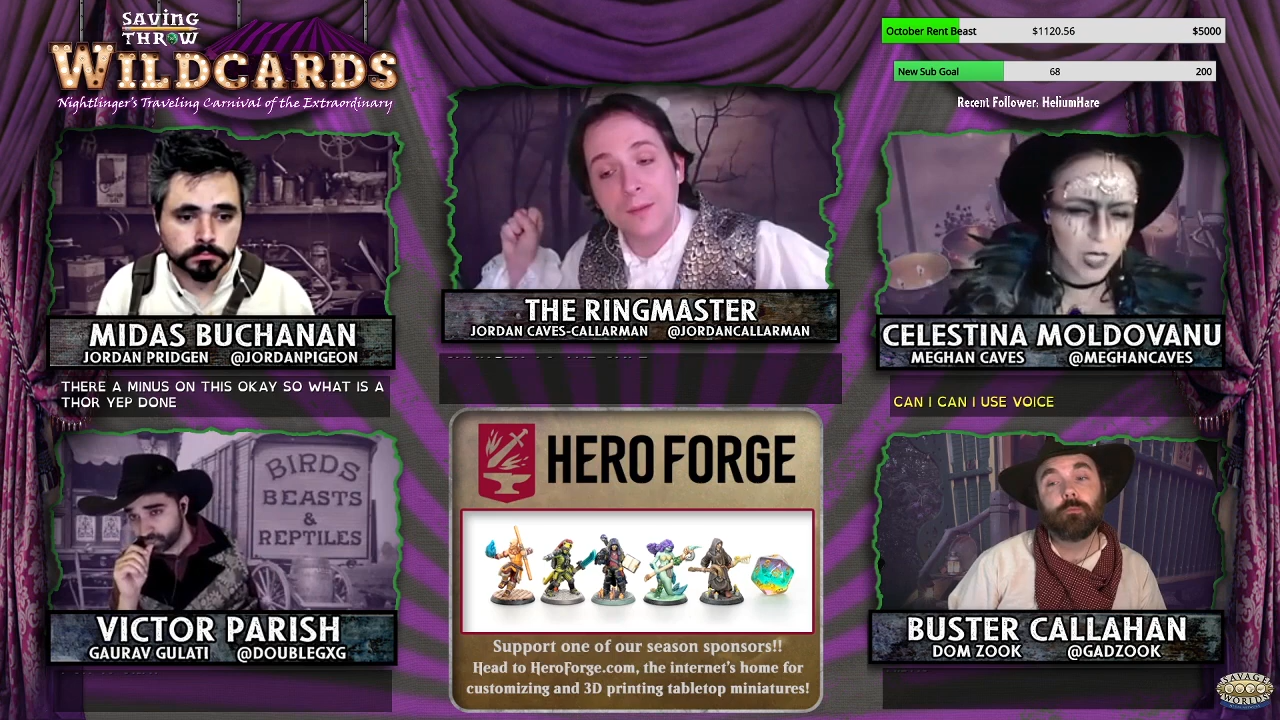 SAVING
THROW
WILDCARDS
Nightlinger's Traveling Carnival of the Extraordinary
October Rent Beast $1120.56 $5000
New Sub Goal 68 200
Recent Follower: HeliumHare
MIDAS BUCHANAN
JORDAN PRIDGEN @JORDANPIGEON
THERE A MINUS ON THIS OKAY SO WHAT IS A
THOR YEP DONE
THE RINGMASTER
JORDAN CAVES-CALLARMAN @JORDANCALLARMAN
CELESTINA MOLDOVANU
MEGHAN CAVES @MEGHANCAVES
CAN I CAN I USE VOICE
BIRDS
BEASTS
&
REPTILES
VICTOR PARISH
GAURAV GULATI @DOUBLEGXG
HERO FORGE
Support one of our season sponsors!!
Head to HeroForge.com, the internet's home for
customizing and 3D printing tabletop miniatures!
BUSTER CALLAHAN
DOM ZOOK @GADZOOK
SAVAGE
WORLDS